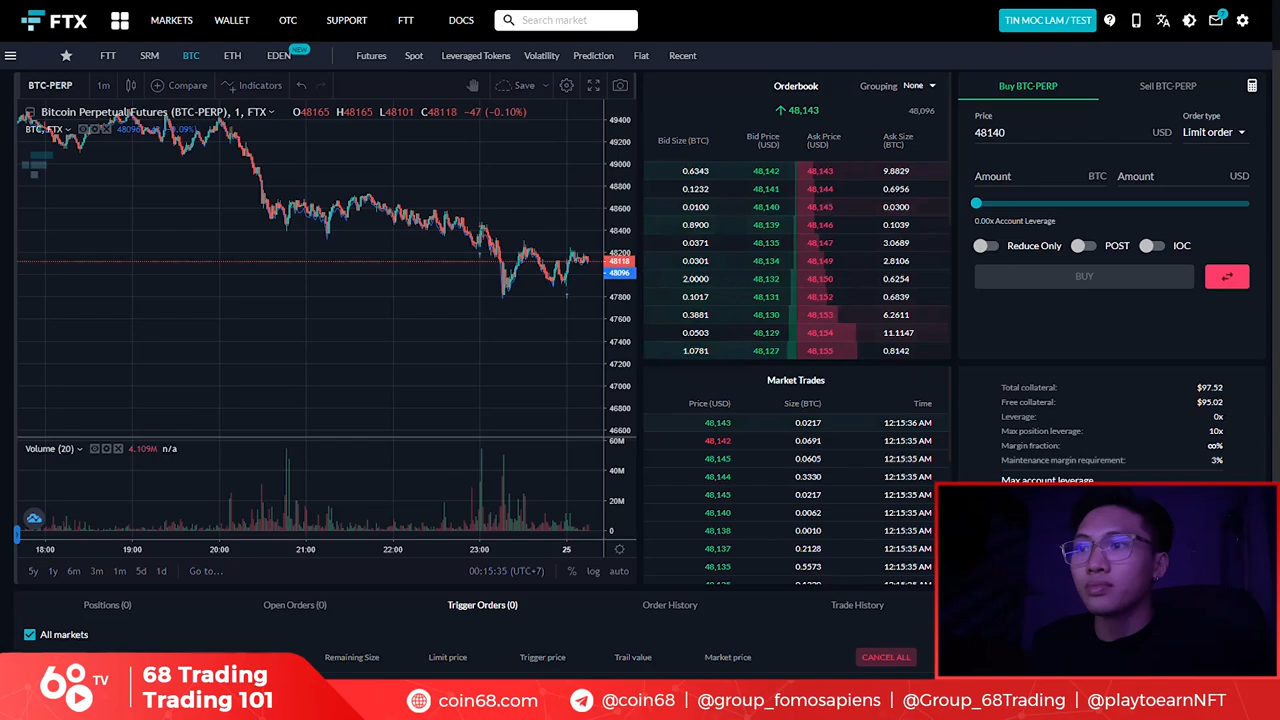 FTX MARKETS WALLET OTC SUPPORT FTT DOCS Search market TIN MOC LAM / TEST 7
FTT SRM BTC ETH EDEN NEW Futures Spot Leveraged Tokens Volatility Prediction Fiat Recent
BTC-PERP 1m Compare Indicators Save
Bitcoin Perpetual Futures (BTC-PERP), 1, FTX O48165 H48165 L48101 C48118 -47 (-0.10%)
BTC, FTX 48096
49400
49200
49000
48800
48600
48400
48200
48118
48096
47800
47600
47400
47200
47000
46800
46600
Volume (20) 4.109M n/a
60M
40M
20M
0
18:00 19:00 20:00 21:00 22:00 23:00 25
5y 1y 6m 3m 1m 5d 1d Go to... 00:15:35 (UTC+7) % log auto
Orderbook Grouping None
48,143 48,096
Bid Size (BTC) Bid Price (USD) Ask Price (USD) Ask Size (BTC)
0.6343 48,142 48,143 9.8829
0.1232 48,141 48,144 0.6956
0.0100 48,140 48,145 0.0300
0.8900 48,139 48,146 0.1039
0.0371 48,135 48,147 3.0689
0.0301 48,134 48,149 2.8106
2.0000 48,132 48,150 0.6254
0.1017 48,131 48,152 0.6839
0.3881 48,130 48,153 6.2611
0.0503 48,129 48,154 11.1147
1.0781 48,127 48,155 0.8142
Market Trades
Price (USD) Size (BTC) Time
48,143 0.0217 12:15:36 AM
48,142 0.0691 12:15:36 AM
48,145 0.0605 12:15:35 AM
48,144 0.3330 12:15:35 AM
48,145 0.0217 12:15:35 AM
48,140 0.0062 12:15:35 AM
48,138 0.0010 12:15:35 AM
48,137 0.2128 12:15:35 AM
48,135 0.5573 12:15:35 AM
Buy BTC-PERP Sell BTC-PERP
Price Order type
48140 USD Limit order
Amount BTC Amount USD
0.00x Account Leverage
Reduce Only POST IOC
BUY
Total collateral: $97.52
Free collateral: $95.02
Leverage: 0x
Max position leverage: 10x
Margin fraction: ∞%
Maintenance margin requirement: 3%
Max account leverage
Positions (0) Open Orders (0) Trigger Orders (0) Order History Trade History
All markets
Remaining Size Limit price Trigger price Trail value Market price CANCEL ALL
68 TV 68 Trading
Trading 101
coin68.com | @coin68 | @group_fomosapiens | @Group_68Trading | @playtoearnNFT